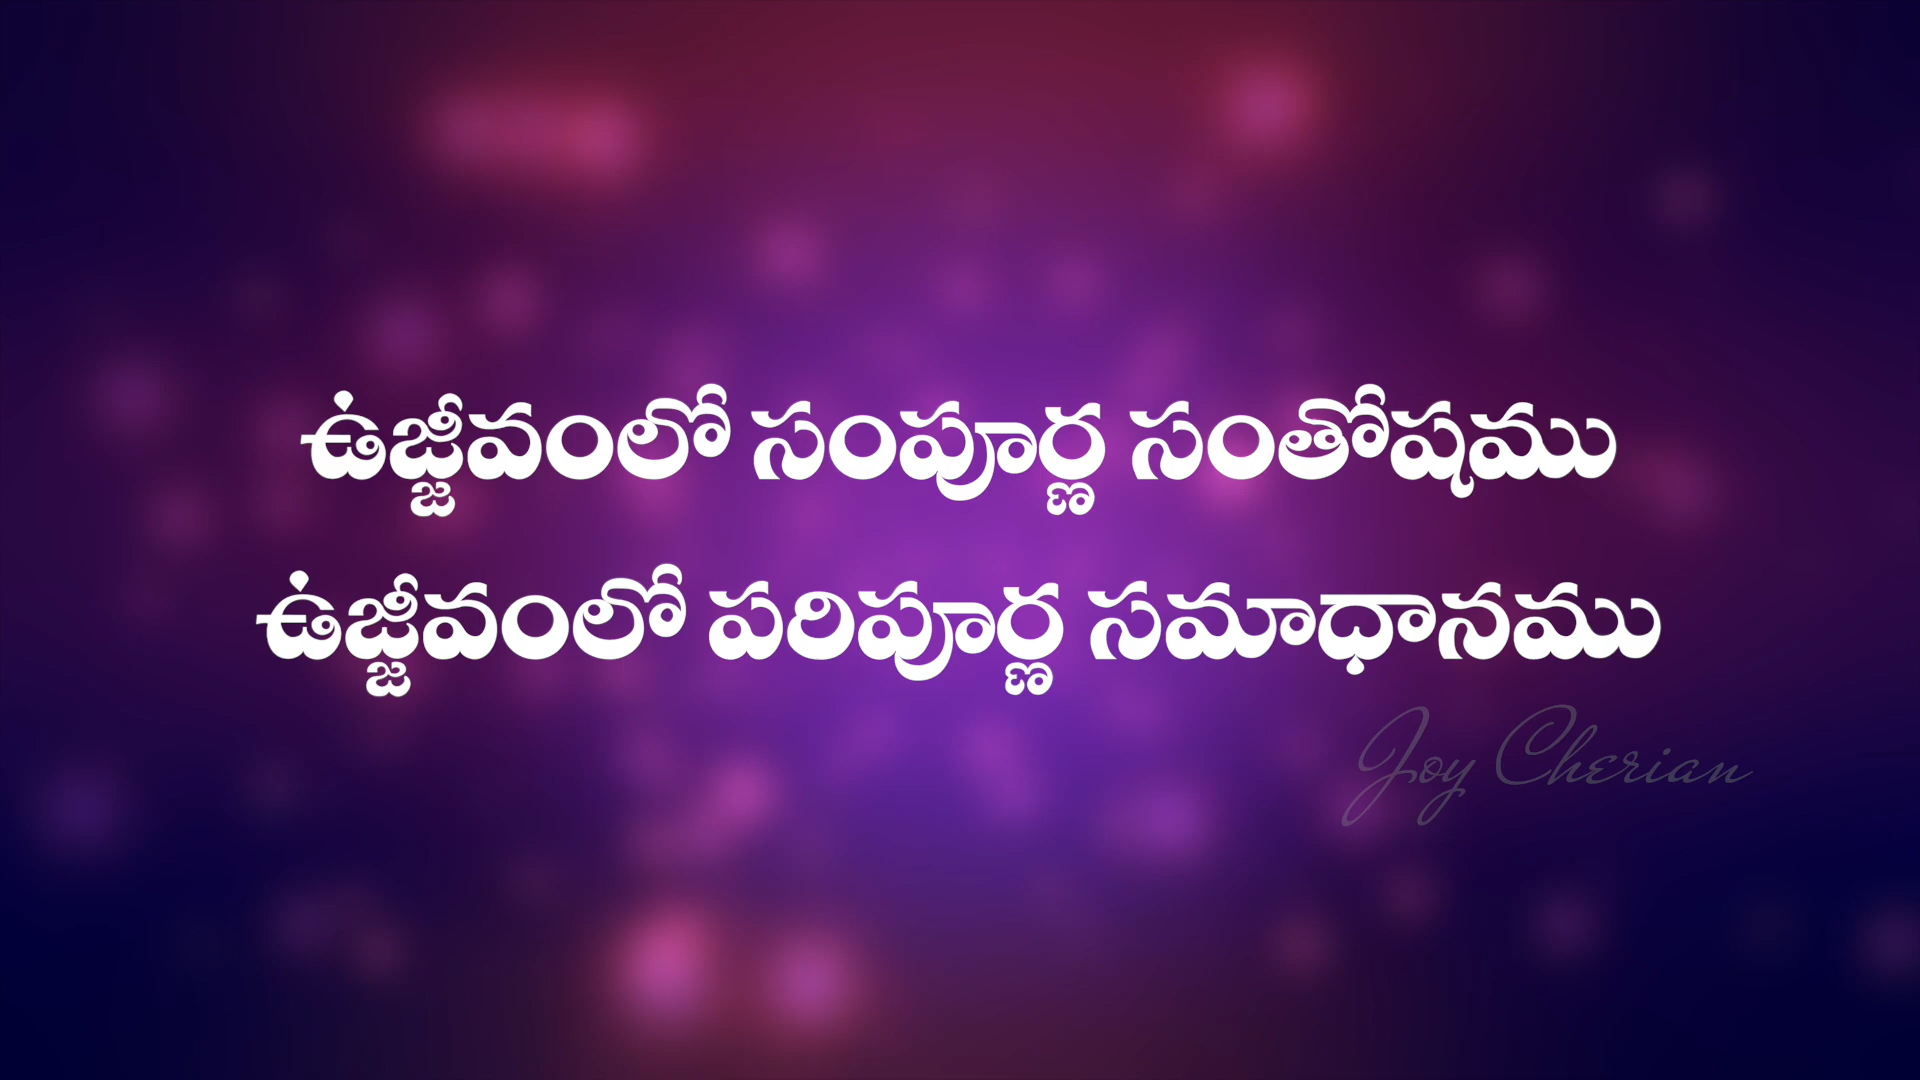 ఉజ్జీవంలో సంపూర్ణ సంతోషము
ఉజ్జీవంలో పరిపూర్ణ సమాధానము
Joy Cherian